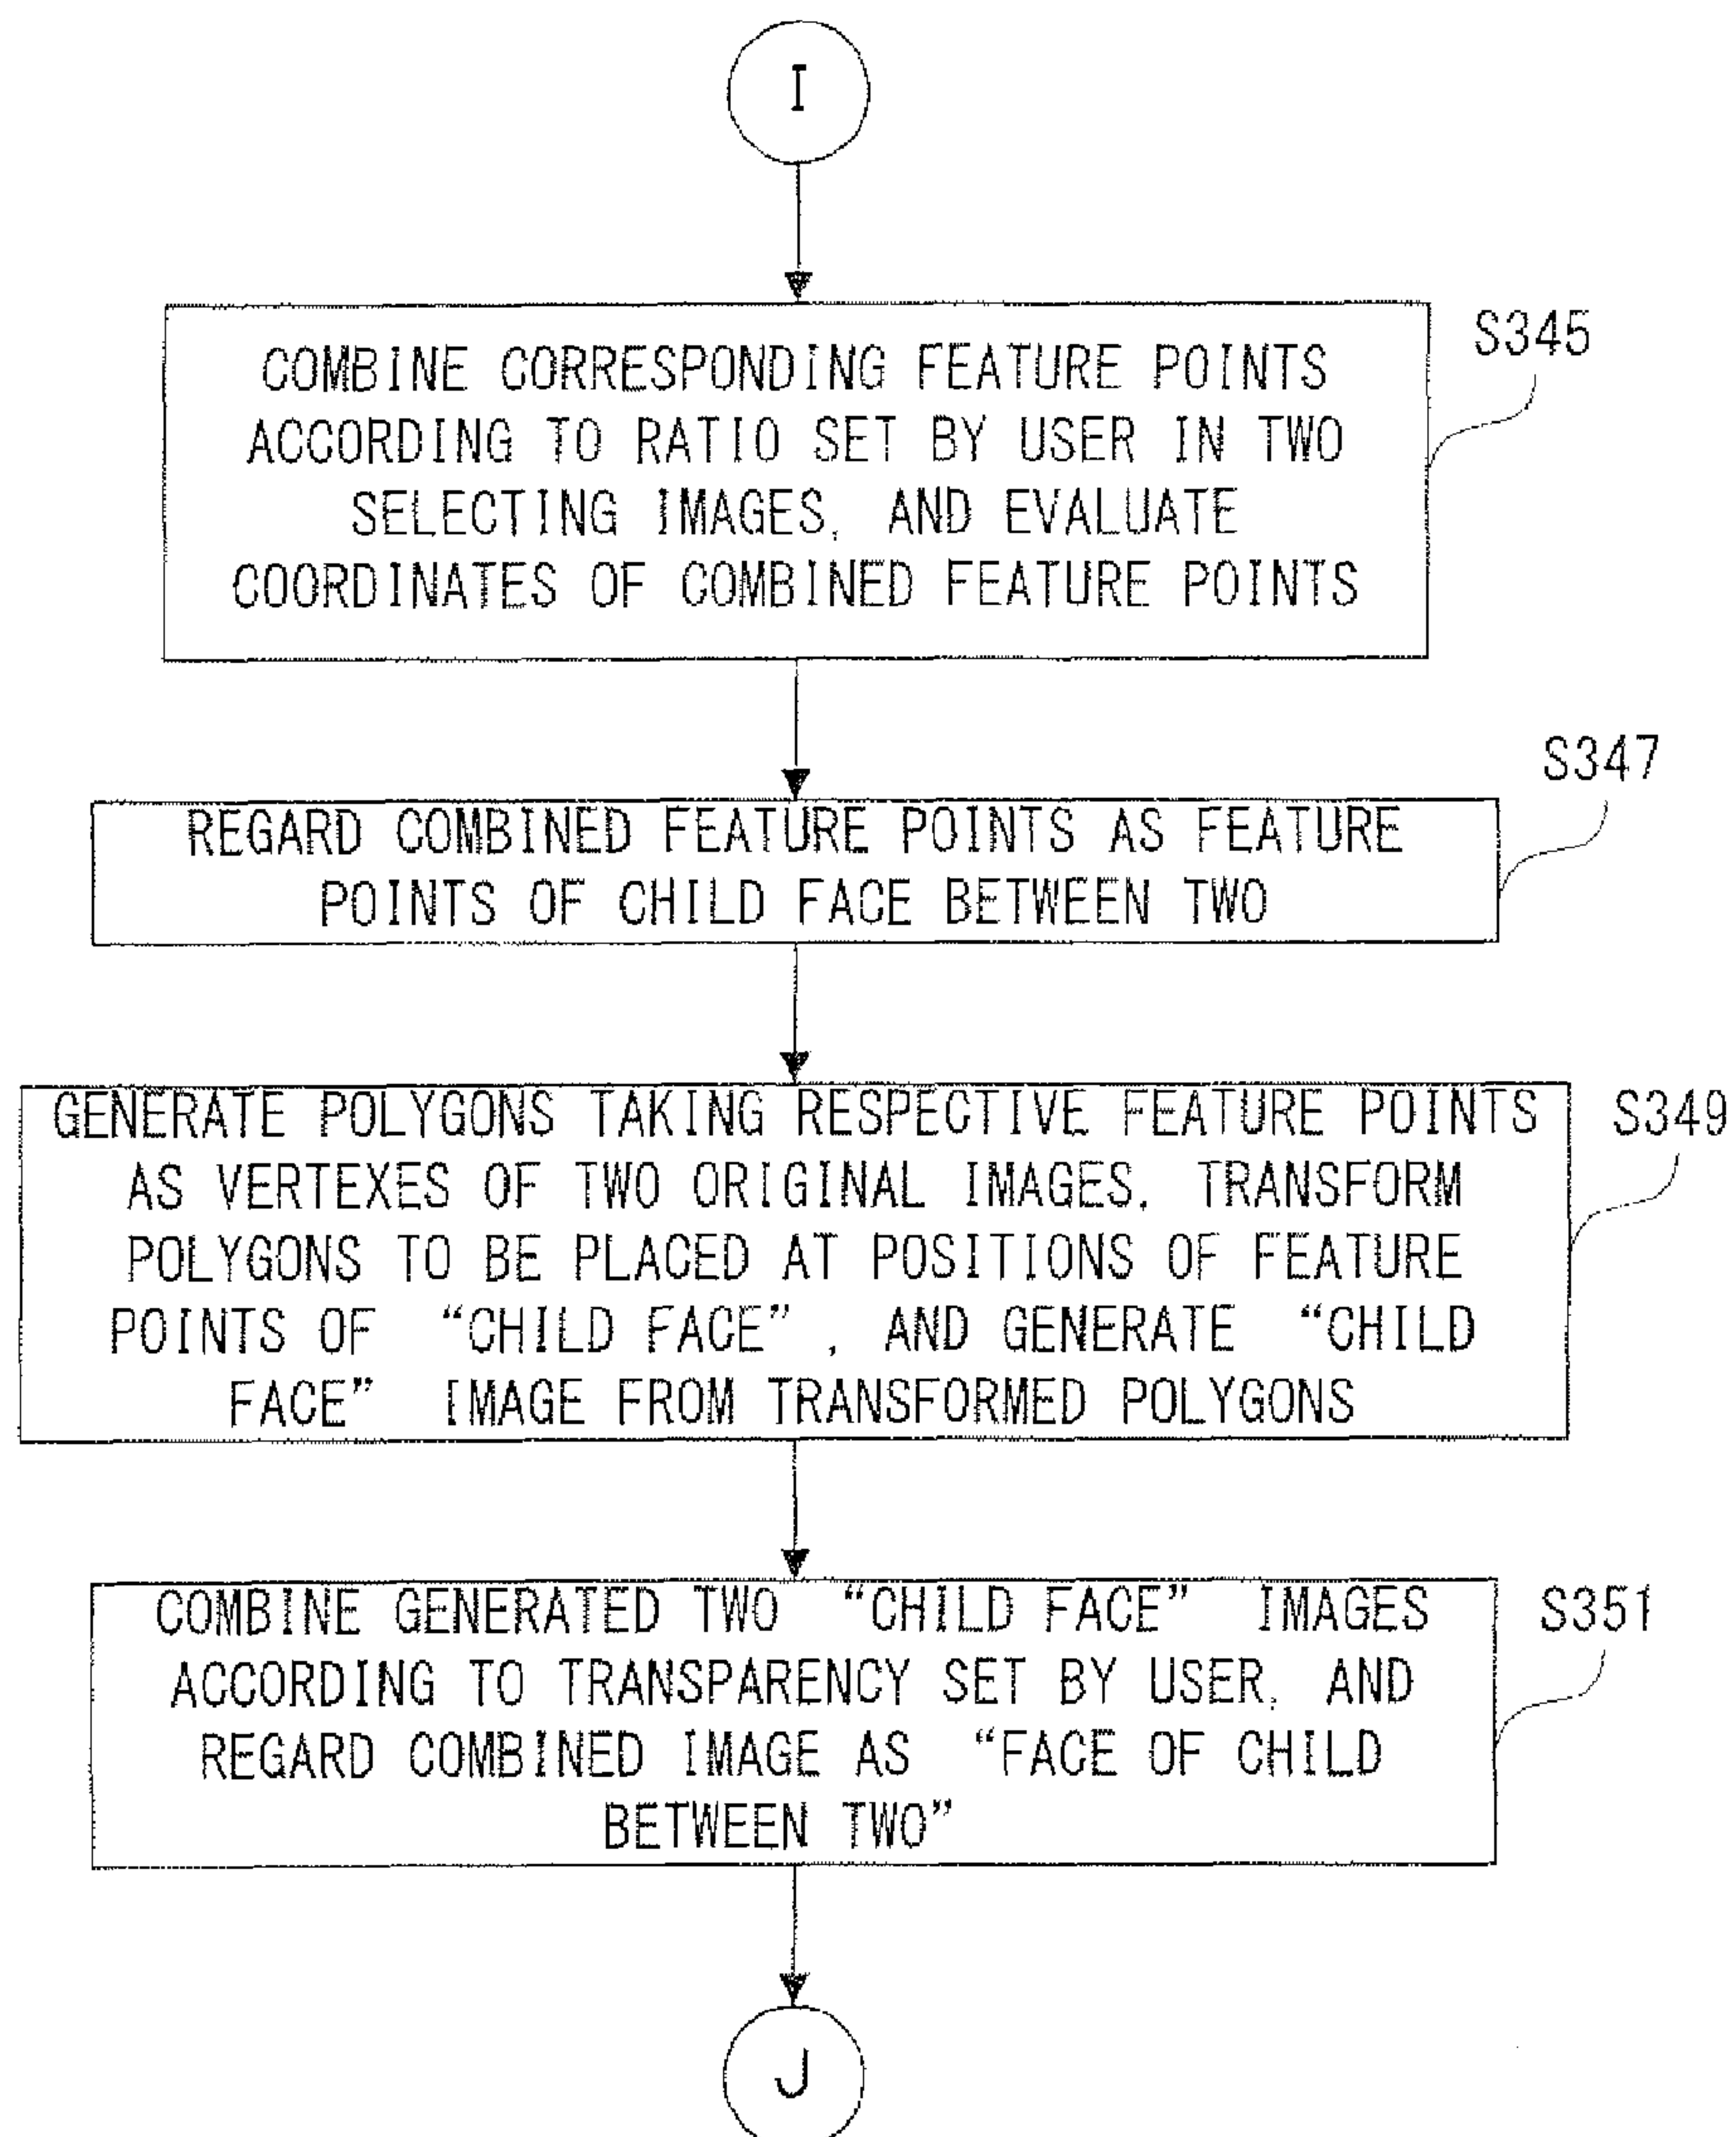 I
COMBINE CORRESPONDING FEATURE POINTS
ACCORDING TO RATIO SET BY USER IN TWO
SELECTING IMAGES, AND EVALUATE
COORDINATES OF COMBINED FEATURE POINTS
S345
REGARD COMBINED FEATURE POINTS AS FEATURE
POINTS OF CHILD FACE BETWEEN TWO
S347
GENERATE POLYGONS TAKING RESPECTIVE FEATURE POINTS
AS VERTEXES OF TWO ORIGINAL IMAGES, TRANSFORM
POLYGONS TO BE PLACED AT POSITIONS OF FEATURE
POINTS OF “CHILD FACE”, AND GENERATE “CHILD
FACE” IMAGE FROM TRANSFORMED POLYGONS
S349
COMBINE GENERATED TWO “CHILD FACE” IMAGES
ACCORDING TO TRANSPARENCY SET BY USER, AND
REGARD COMBINED IMAGE AS “FACE OF CHILD
BETWEEN TWO”
S351
J